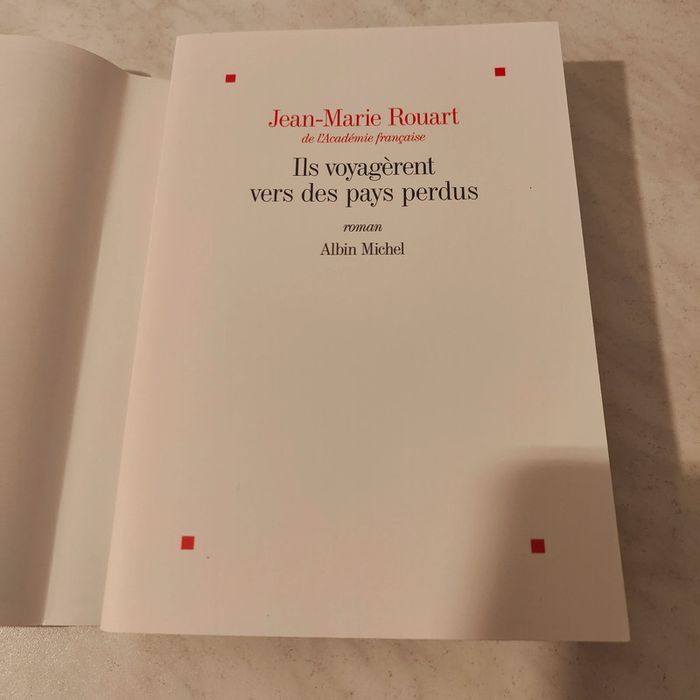 Jean-Marie Rouart
de l'Académie française
Ils voyagèrent
vers des pays perdus
roman
Albin Michel